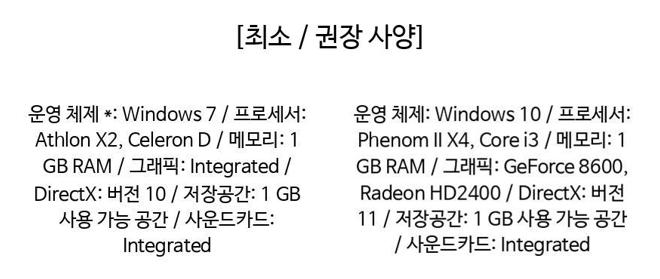 [최소 / 권장 사양]
운영 체제 *: Windows 7 / 프로세서:
Athlon X2, Celeron D / 메모리: 1
GB RAM / 그래픽: Integrated /
DirectX: 버전 10 / 저장공간: 1 GB
사용 가능 공간 / 사운드카드:
Integrated
운영 체제: Windows 10 / 프로세서:
Phenom II X4, Core i3 / 메모리: 1
GB RAM / 그래픽: GeForce 8600,
Radeon HD2400 / DirectX: 버전
11 / 저장공간: 1 GB 사용 가능 공간
/ 사운드카드: Integrated